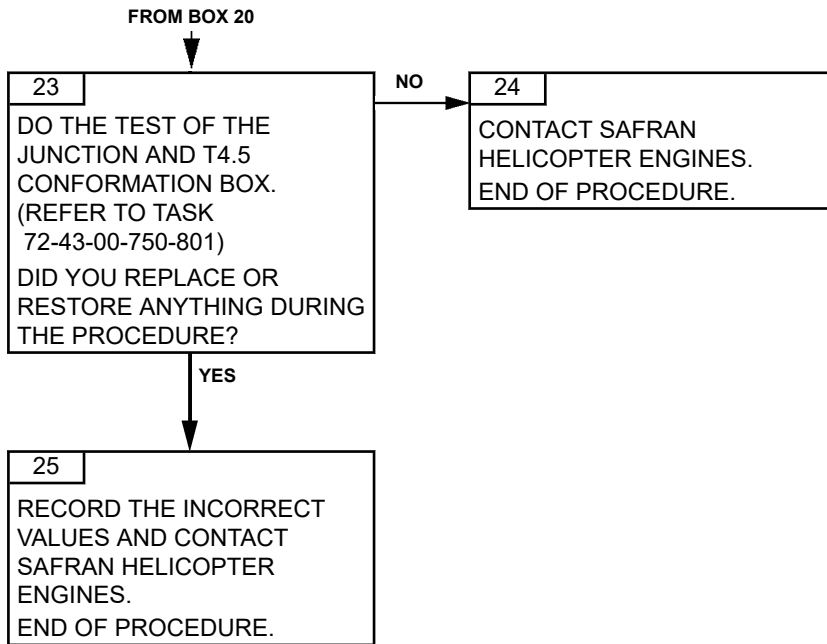 FROM BOX 20
23
DO THE TEST OF THE
JUNCTION AND T4.5
CONFORMATION BOX.
(REFER TO TASK
72-43-00-750-801)
DID YOU REPLACE OR
RESTORE ANYTHING DURING
THE PROCEDURE?
NO
24
CONTACT SAFRAN
HELICOPTER ENGINES.
END OF PROCEDURE.
YES
25
RECORD THE INCORRECT
VALUES AND CONTACT
SAFRAN HELICOPTER
ENGINES.
END OF PROCEDURE.